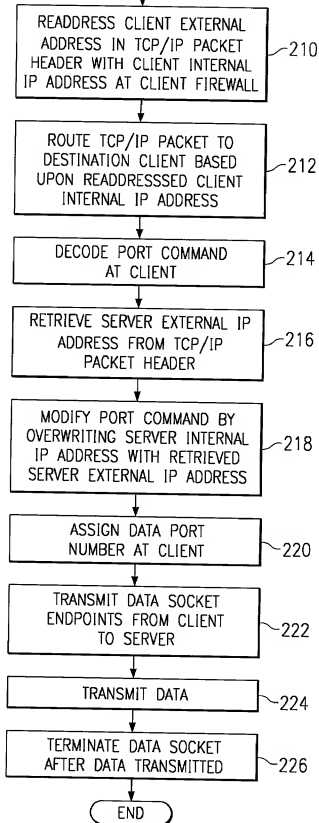 READDRESS CLIENT EXTERNAL
ADDRESS IN TCP/IP PACKET
HEADER WITH CLIENT INTERNAL
IP ADDRESS AT CLIENT FIREWALL
210
ROUTE TCP/IP PACKET TO
DESTINATION CLIENT BASED
UPON READDRESSSED CLIENT
INTERNAL IP ADDRESS
212
DECODE PORT COMMAND
AT CLIENT
214
RETRIEVE SERVER EXTERNAL IP
ADDRESS FROM TCP/IP
PACKET HEADER
216
MODIFY PORT COMMAND BY
OVERWRITING SERVER INTERNAL
IP ADDRESS WITH RETRIEVED
SERVER EXTERNAL IP ADDRESS
218
ASSIGN DATA PORT
NUMBER AT CLIENT
220
TRANSMIT DATA SOCKET
ENDPOINTS FROM CLIENT
TO SERVER
222
TRANSMIT DATA
224
TERMINATE DATA SOCKET
AFTER DATA TRANSMITTED
226
END